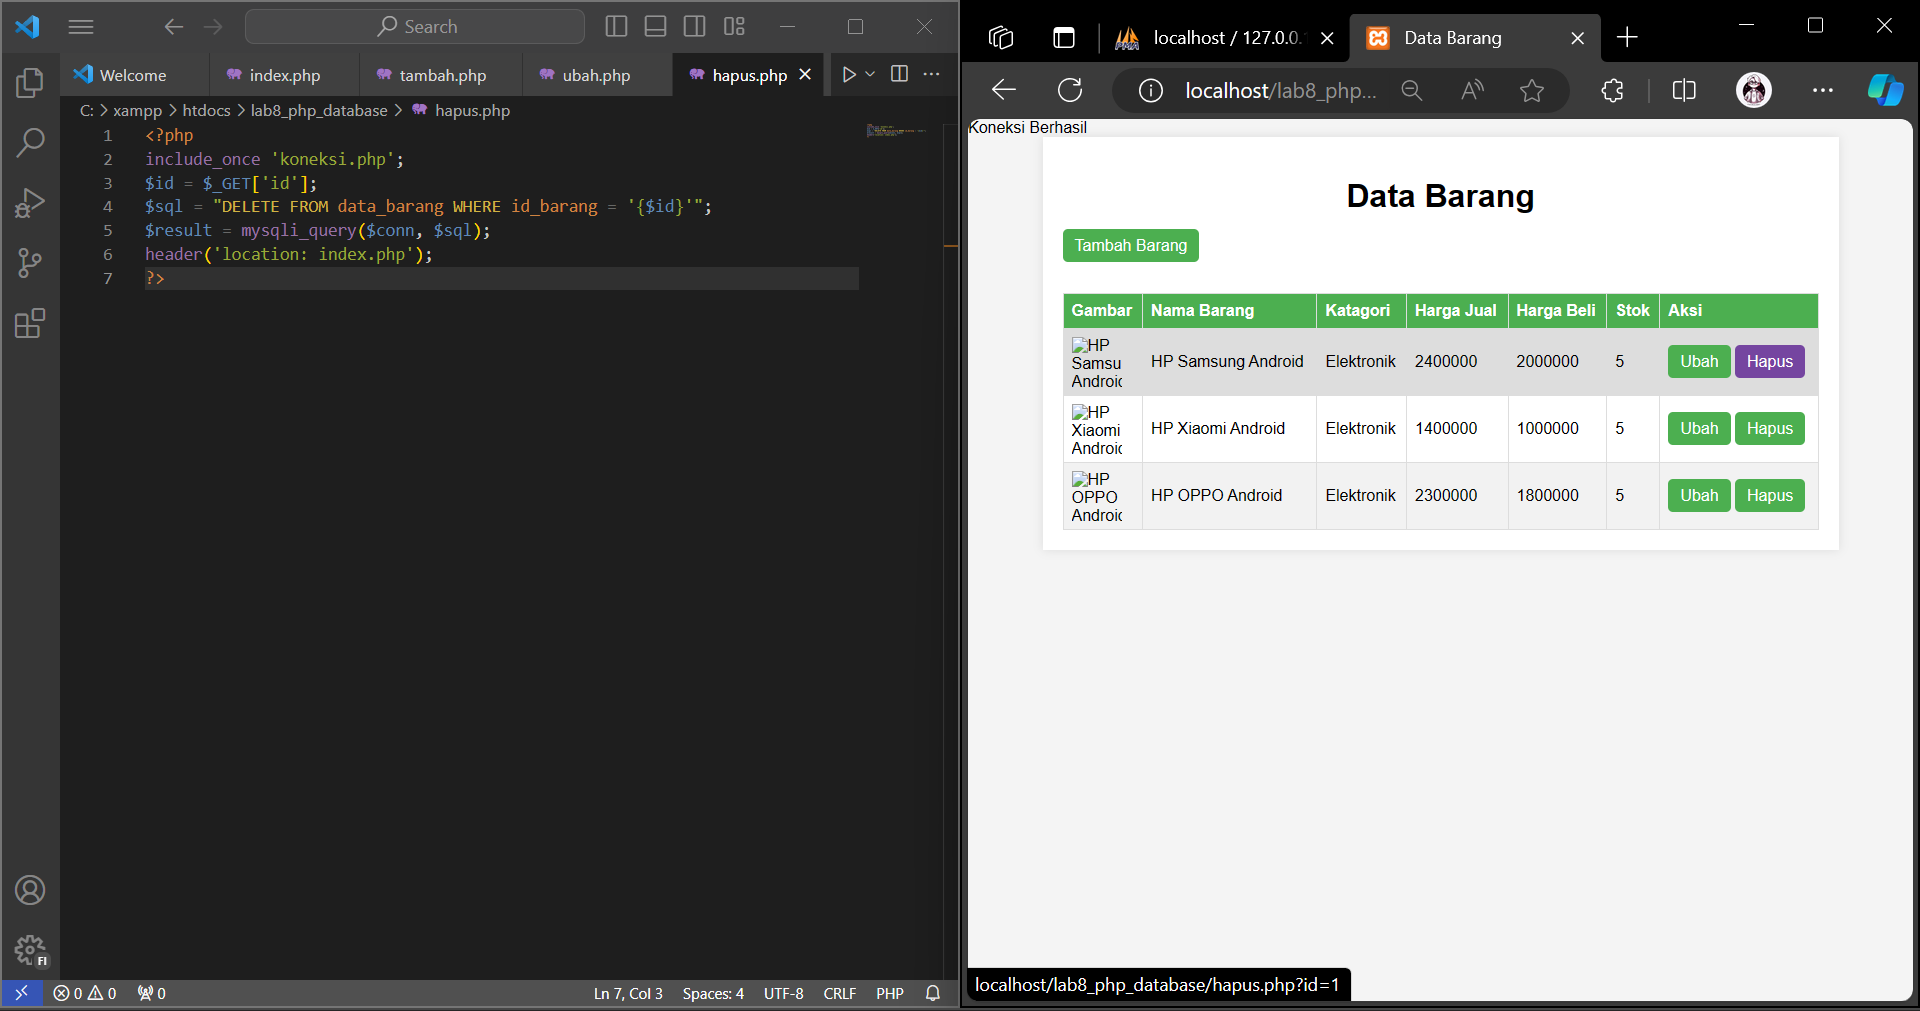 Search
Welcome
index.php
tambah.php
ubah.php
hapus.php
C: > xampp > htdocs > lab8_php_database > hapus.php
1 <?php
2 include_once 'koneksi.php';
3 $id = $_GET['id'];
4 $sql = "DELETE FROM data_barang WHERE id_barang = '{$id}'";
5 $result = mysqli_query($conn, $sql);
6 header('location: index.php');
7 ?>
FI
0 0 0
Ln 7, Col 3 Spaces: 4 UTF-8 CRLF PHP
PMA localhost / 127.0.0.
Data Barang
localhost/lab8_php...
Koneksi Berhasil
Data Barang
Tambah Barang
Gambar Nama Barang Katagori Harga Jual Harga Beli Stok Aksi
HP
Samsu
Android
HP Samsung Android Elektronik 2400000 2000000 5 Ubah Hapus
HP
Xiaomi
Android
HP Xiaomi Android Elektronik 1400000 1000000 5 Ubah Hapus
HP
OPPO
Android
HP OPPO Android Elektronik 2300000 1800000 5 Ubah Hapus
localhost/lab8_php_database/hapus.php?id=1